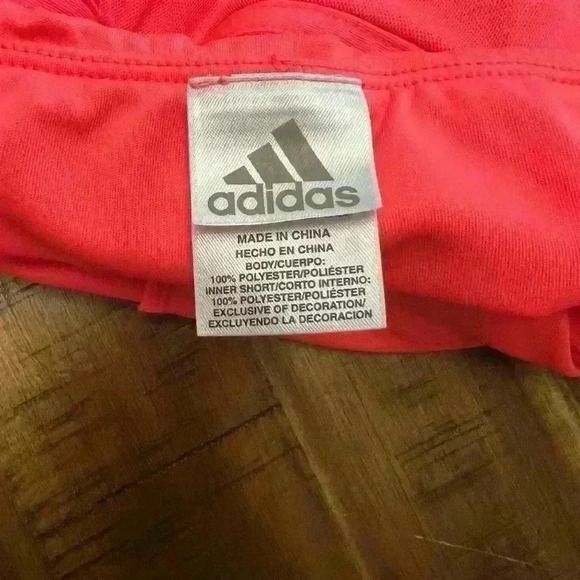 adidas
MADE IN CHINA
HECHO EN CHINA
BODY/CUERPO:
100% POLYESTER/POLIÉSTER
INNER SHORT/CORTO INTERNO:
100% POLYESTER/POLIÉSTER
EXCLUSIVE OF DECORATION/
EXCLUYENDO LA DECORACION